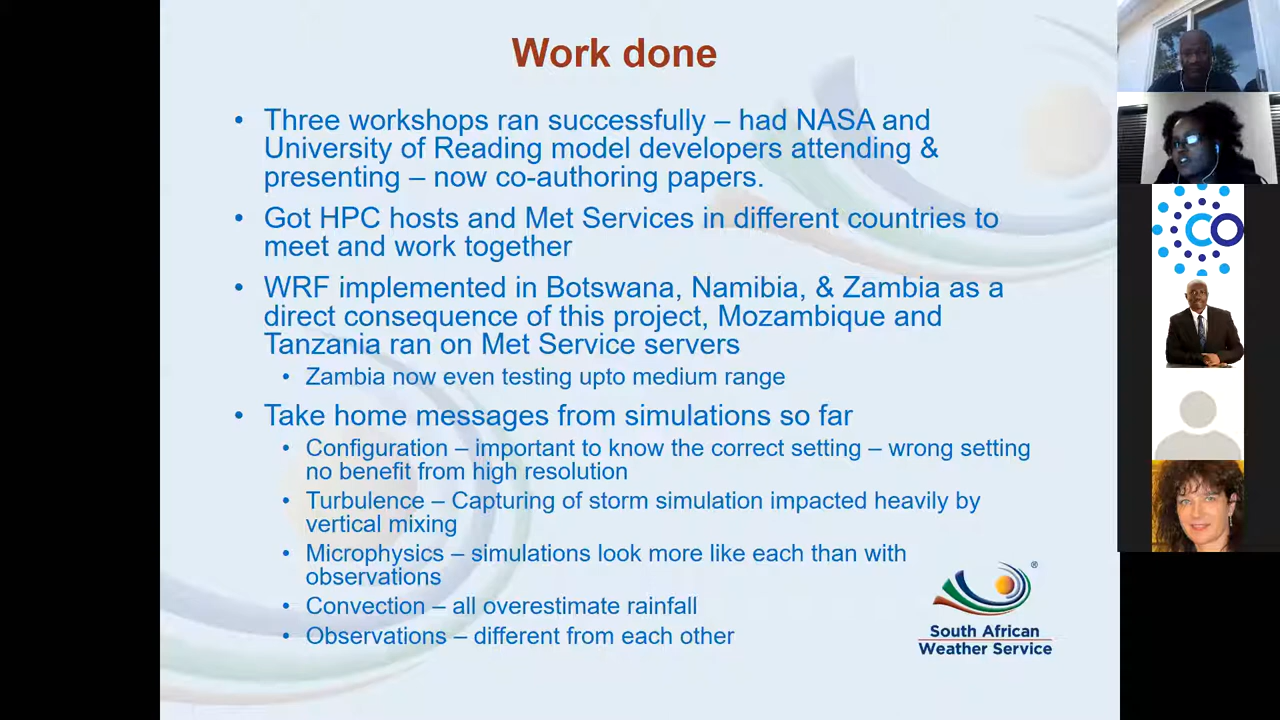 Work done
• Three workshops ran successfully – had NASA and
University of Reading model developers attending &
presenting – now co-authoring papers.
• Got HPC hosts and Met Services in different countries to
meet and work together
• WRF implemented in Botswana, Namibia, & Zambia as a
direct consequence of this project, Mozambique and
Tanzania ran on Met Service servers
• Zambia now even testing upto medium range
• Take home messages from simulations so far
• Configuration – important to know the correct setting – wrong setting
no benefit from high resolution
• Turbulence – Capturing of storm simulation impacted heavily by
vertical mixing
• Microphysics – simulations look more like each than with
observations
• Convection – all overestimate rainfall
• Observations – different from each other
®
South African
Weather Service
CO